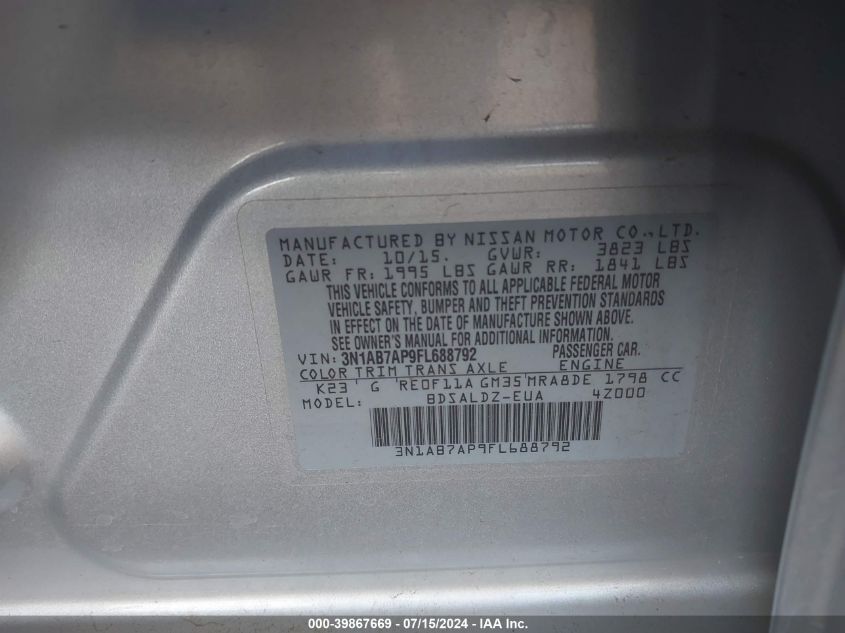 MANUFACTURED BY NISSAN MOTOR CO.,LTD.
DATE: 10/15. GVWR: 3823 LBS
GAWR FR: 1995 LBS GAWR RR: 1841 LBS
THIS VEHICLE CONFORMS TO ALL APPLICABLE FEDERAL MOTOR
VEHICLE SAFETY, BUMPER AND THEFT PREVENTION STANDARDS
IN EFFECT ON THE DATE OF MANUFACTURE SHOWN ABOVE.
SEE OWNER'S MANUAL FOR ADDITIONAL INFORMATION.
VIN: 3N1AB7AP9FL688792 PASSENGER CAR.
COLOR TRIM TRANS AXLE ENGINE
K23 G RE0F11A GM35 MRA8DE 1798 CC
MODEL: BDSALDZ-EUA 4Z000
3N1AB7AP9FL688792
000-39867669 - 07/15/2024 - IAA Inc.